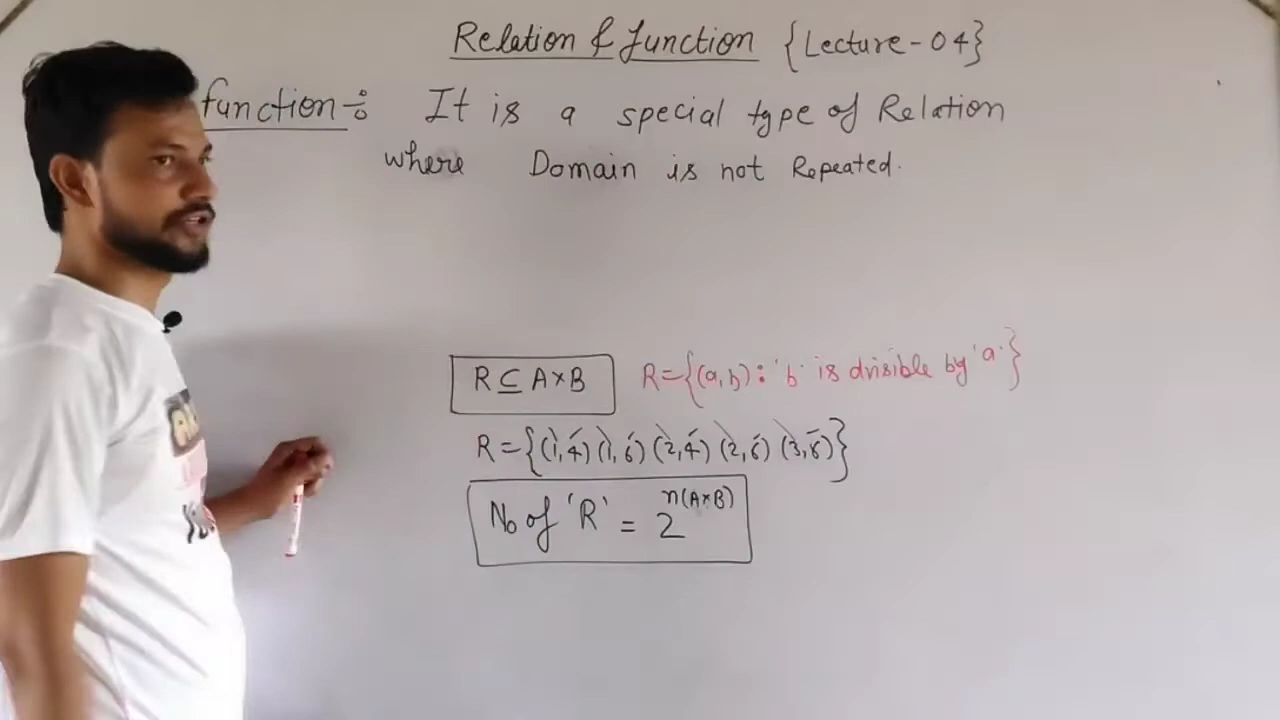 Relation & function {Lecture-04}
function÷ It is a special type of Relation
where Domain is not Repeated.
R ⊆ A×B R={(a,b): 'b' is divisible by 'a'}
R={(1,4)(1,6)(2,4)(2,6)(3,6)}
No of 'R' = 2^n(A×B)